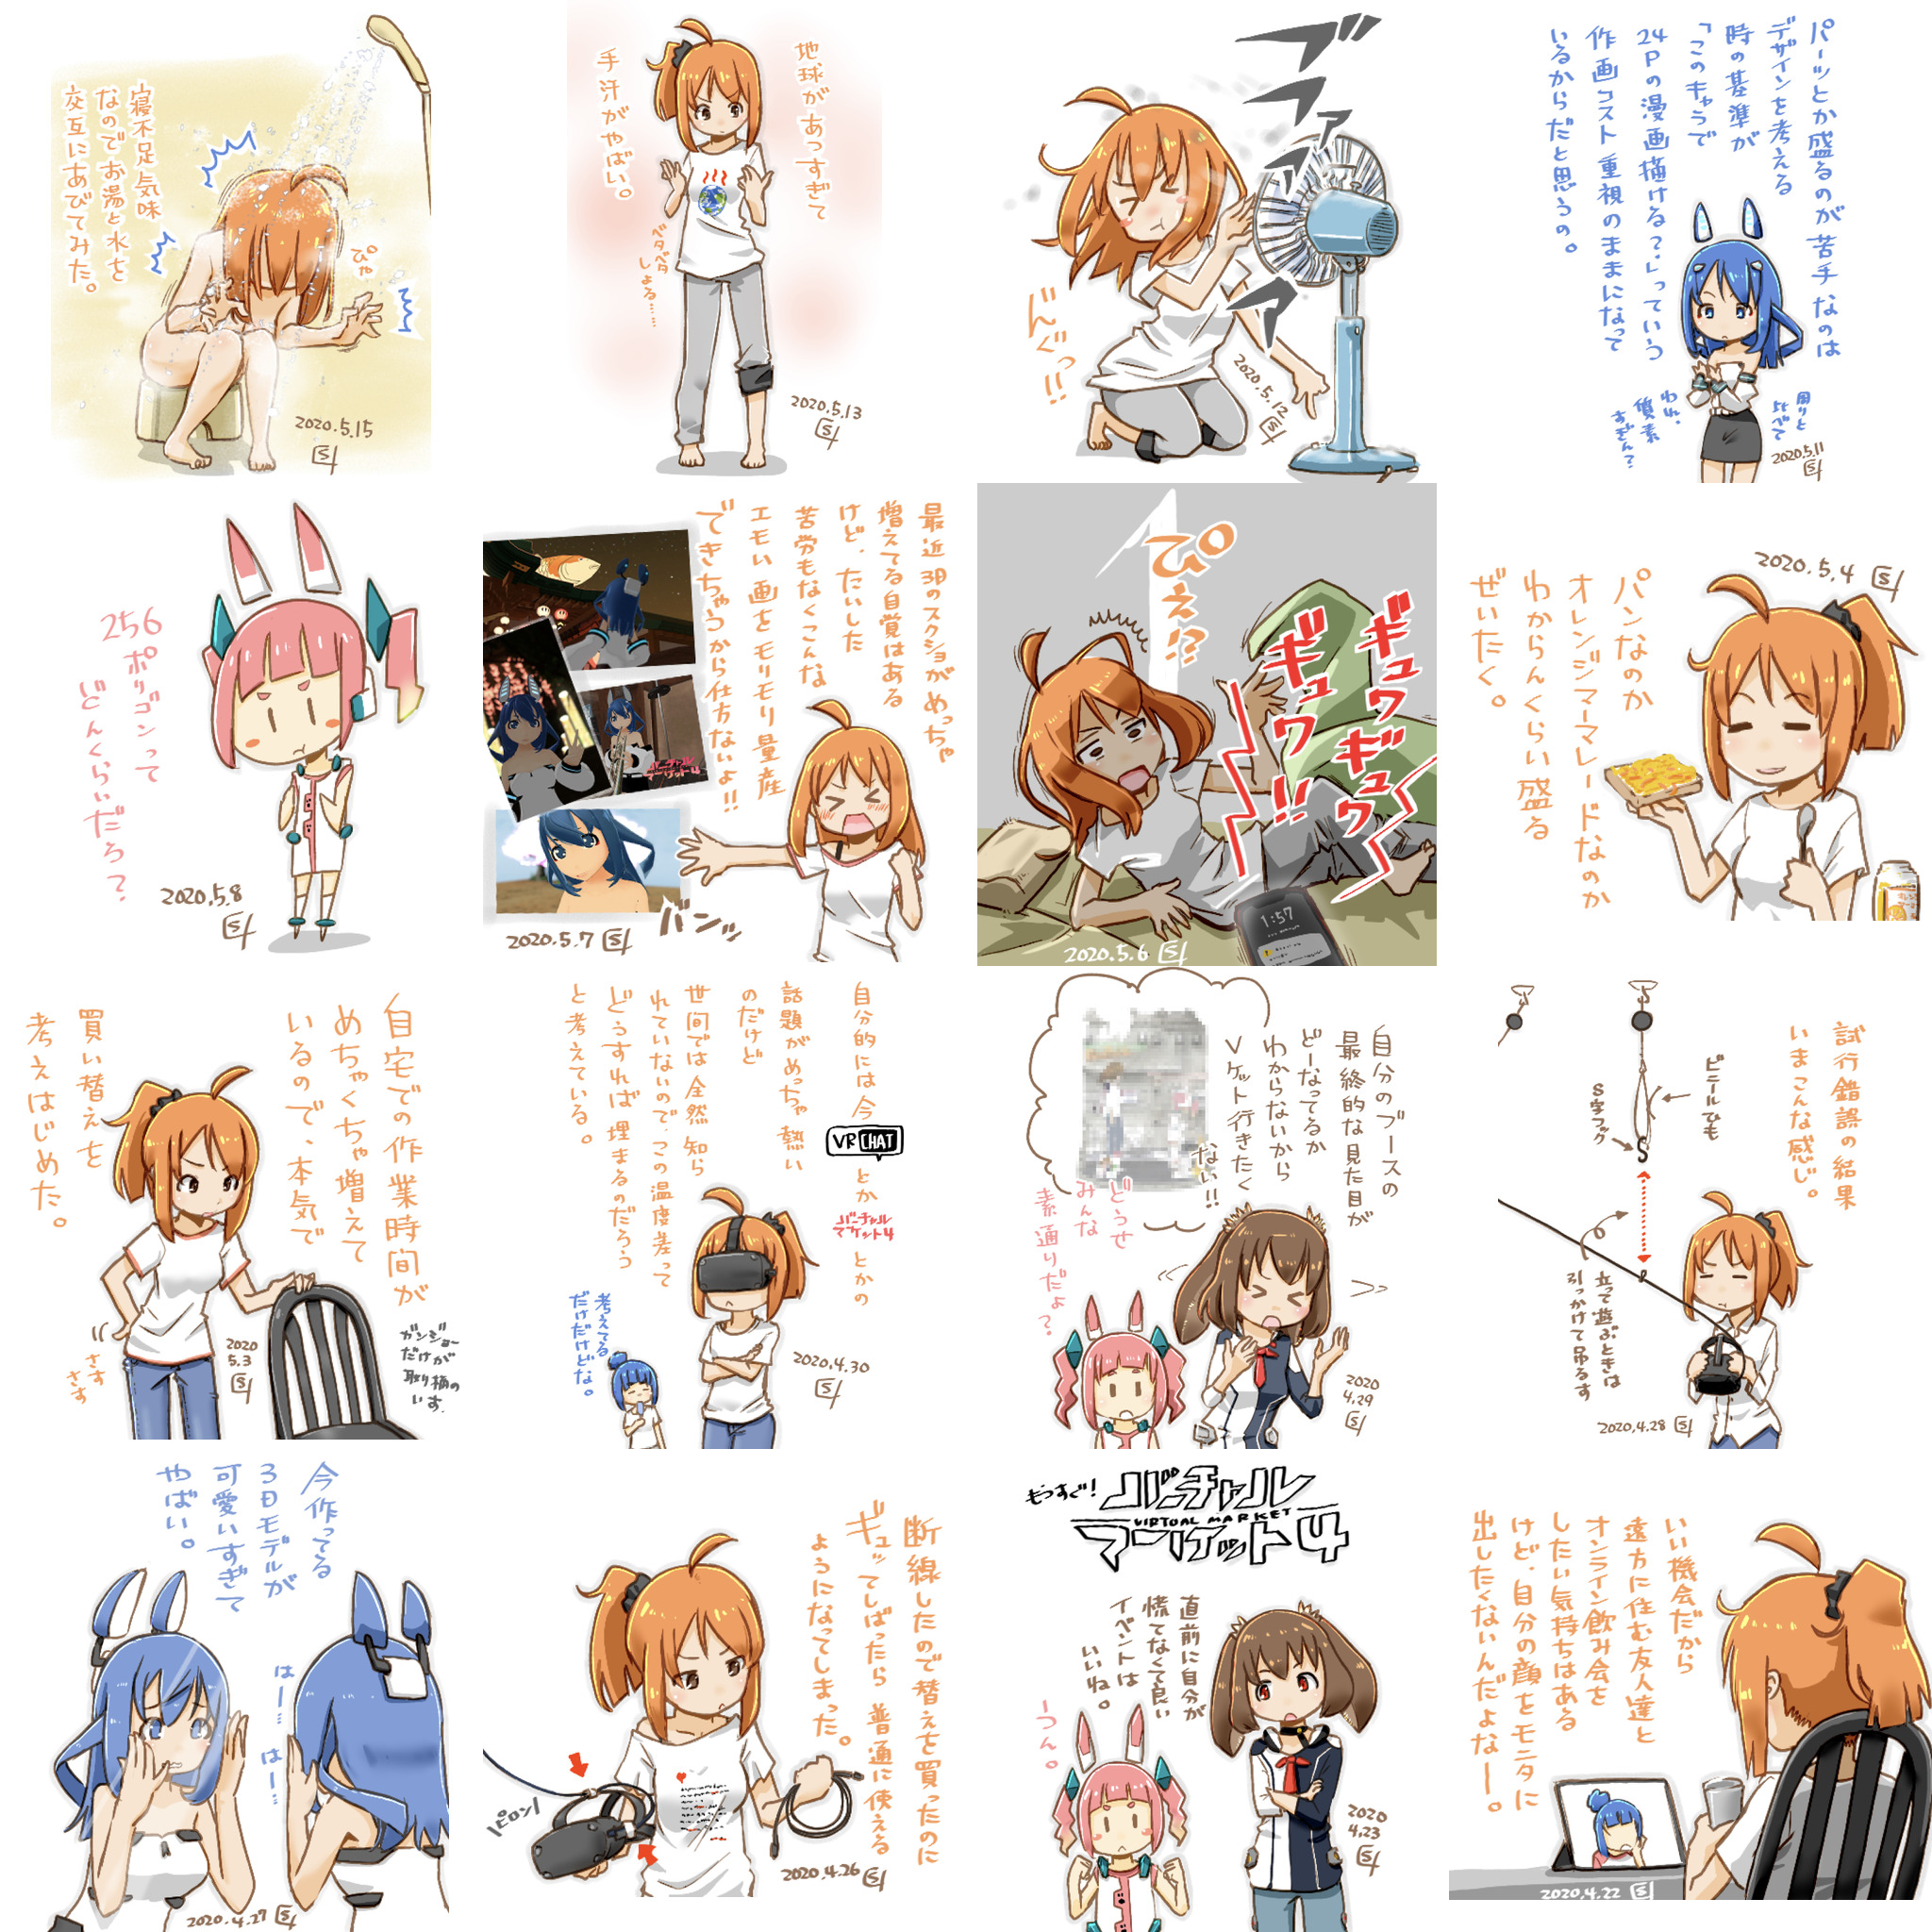 寝不足気味
なのでお湯と水を
交互にあびてみた。
ぴゃ
2020.5.15
地球があっすぎて
手汗がやばい。
ベタベタ
しょる……
2020.5.13
ブファァァァ
じんぐっ!!
2020.5.12
パーッとか盛るのが苦手なのは
デザインを考える
時の基準が
「このキャラで
24Pの漫画描ける?」っていう
作画コスト重視のままになって
いるからだと思うの。
周りと
比べて
われ、
質素
すぎん?
2020.5.11
256
ポリゴンって
どんくらいだろ?
2020.5.8
最近3Dのスクショがめっちゃ
増えてる自覚はある
けど、たいした
苦労もなくこんな
エモい画をモリモリ量産
できちゃうから仕方ないよ!!
バーチャル
マーケット4
バンッ
2020.5.7
ぴえ!?
ギュワギュワ
ギュワ!!
1:57
2020.5.6
2020.5.4
パンなのか
オレンジマーマレードなのか
わからんくらい盛る
ぜいたく。
自宅での作業時間が
めちゃくちゃ増えて
いるので、本気で
買い替えを
考えはじめた。
さす
さす
2020
5.3
ガンジョー
だけが
取り柄の
いす.
自分的には今
VRCHAT
とか
バーチャル
マーケット4
とかの
話題がめっちゃ熱い
のだけど
世間では全然知ら
れていないので、この温度差って
どうすれば埋まるのだろう
と考えている。
考えてる
だけだけどな。
2020.4.30
自分のブースの
最終的な見た目が
どーなってるか
わからないから
Vケット行きたく
ない!!
どうせ
みんな
素通りだよ?
2020
4.29
試行錯誤の結果
いまこんな感じ。
ビニールひも
S字フック
立って遊ぶときは
引っかけて吊るす
2020.4.28
今作ってる
3Dモデルが
可愛いすぎて
やばい。
はー…
はー…
2020.4.27
断線したので替えを買ったのに
ギュッてしばったら普通に使える
ようになってしまった。
ピロン
2020.4.26
もうすぐ!
バーチャル
VIRTUAL MARKET
マーケット4
直前に自分が
慌てなくて良い
イベントは
いいね。
ーつん。
2020
4.23
いい機会だから
遠方に住む友人達と
オンライン飲み会を
したい気持ちはある
けど、自分の顔をモニタに
出したくないんだよなー。
2020.4.22